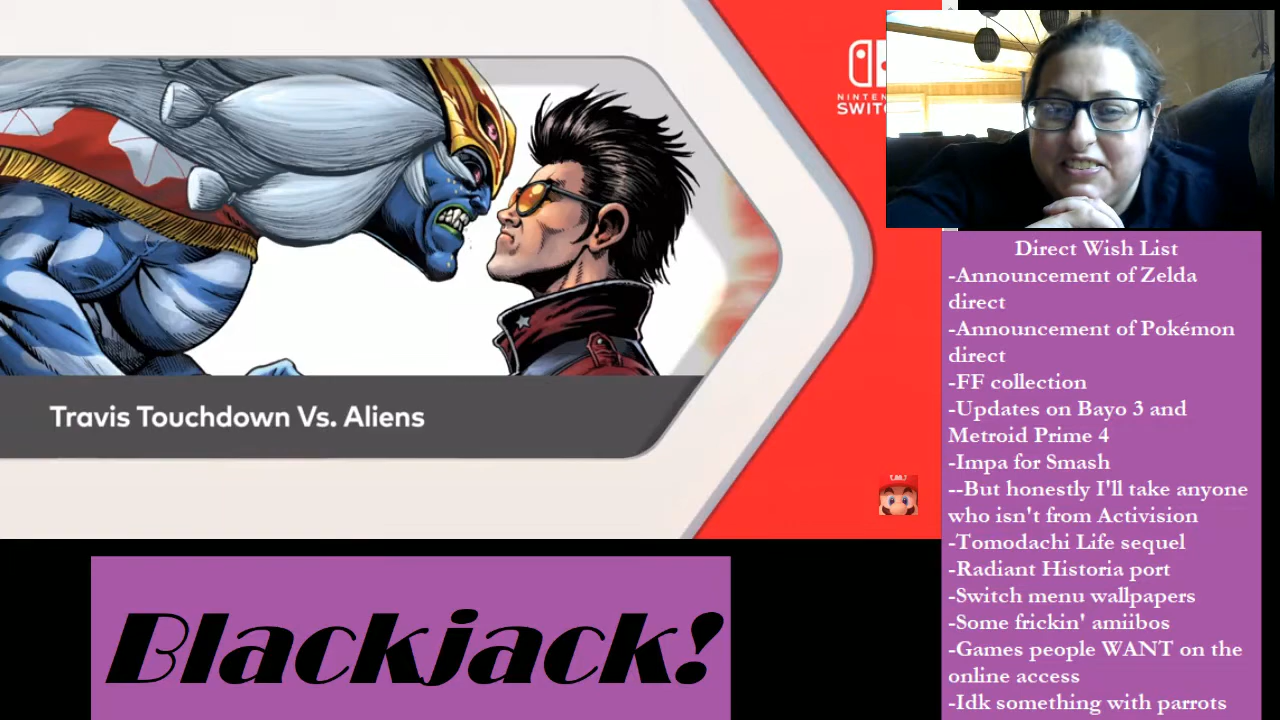 NINTEN
SWITC
Travis Touchdown Vs. Aliens
Direct Wish List
-Announcement of Zelda
direct
-Announcement of Pokémon
direct
-FF collection
-Updates on Bayo 3 and
Metroid Prime 4
-Impa for Smash
--But honestly I'll take anyone
who isn't from Activision
-Tomodachi Life sequel
-Radiant Historia port
-Switch menu wallpapers
-Some frickin' amiibos
-Games people WANT on the
online access
-Idk something with parrots
Blackjack!